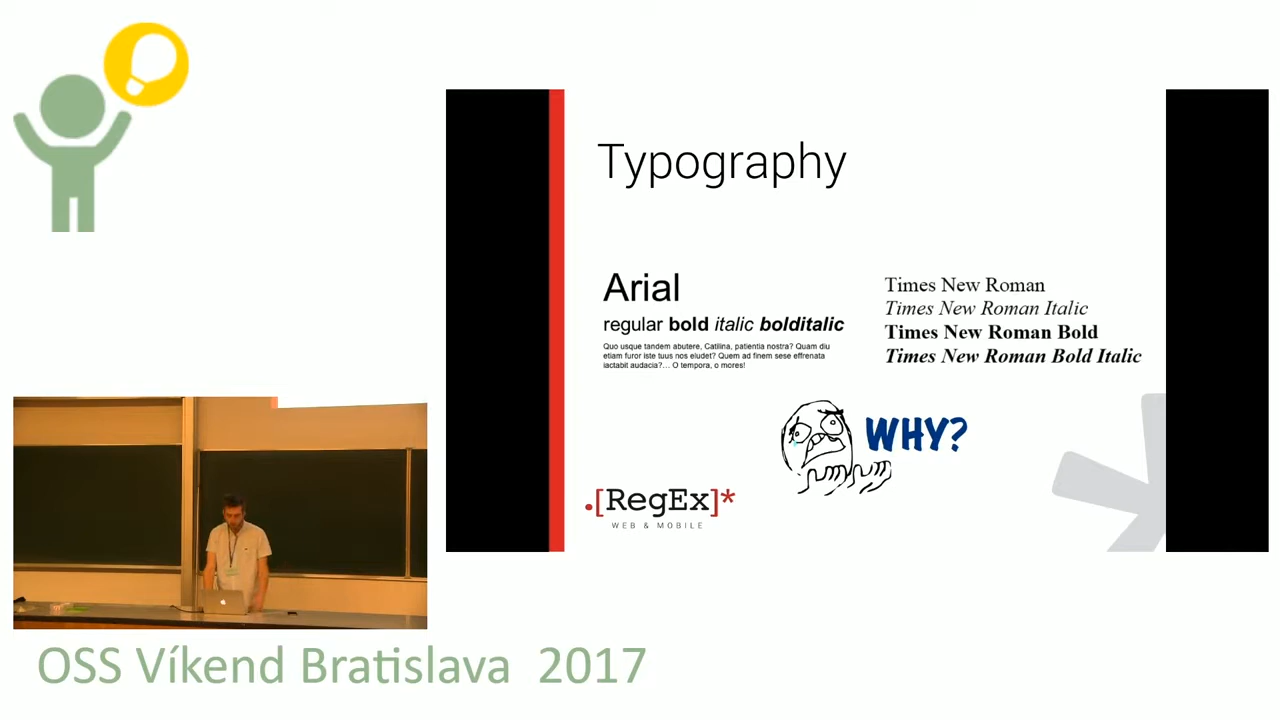 Typography
Arial
regular bold italic bolditalic
Quo usque tandem abutere, Catilina, patientia nostra? Quam diu
etiam furor iste tuus nos eludet? Quem ad finem sese effrenata
iactabit audacia?… O tempora, o mores!
Times New Roman
Times New Roman Italic
Times New Roman Bold
Times New Roman Bold Italic
WHY?
.[RegEx]*
WEB & MOBILE
OSS Víkend Bratislava 2017